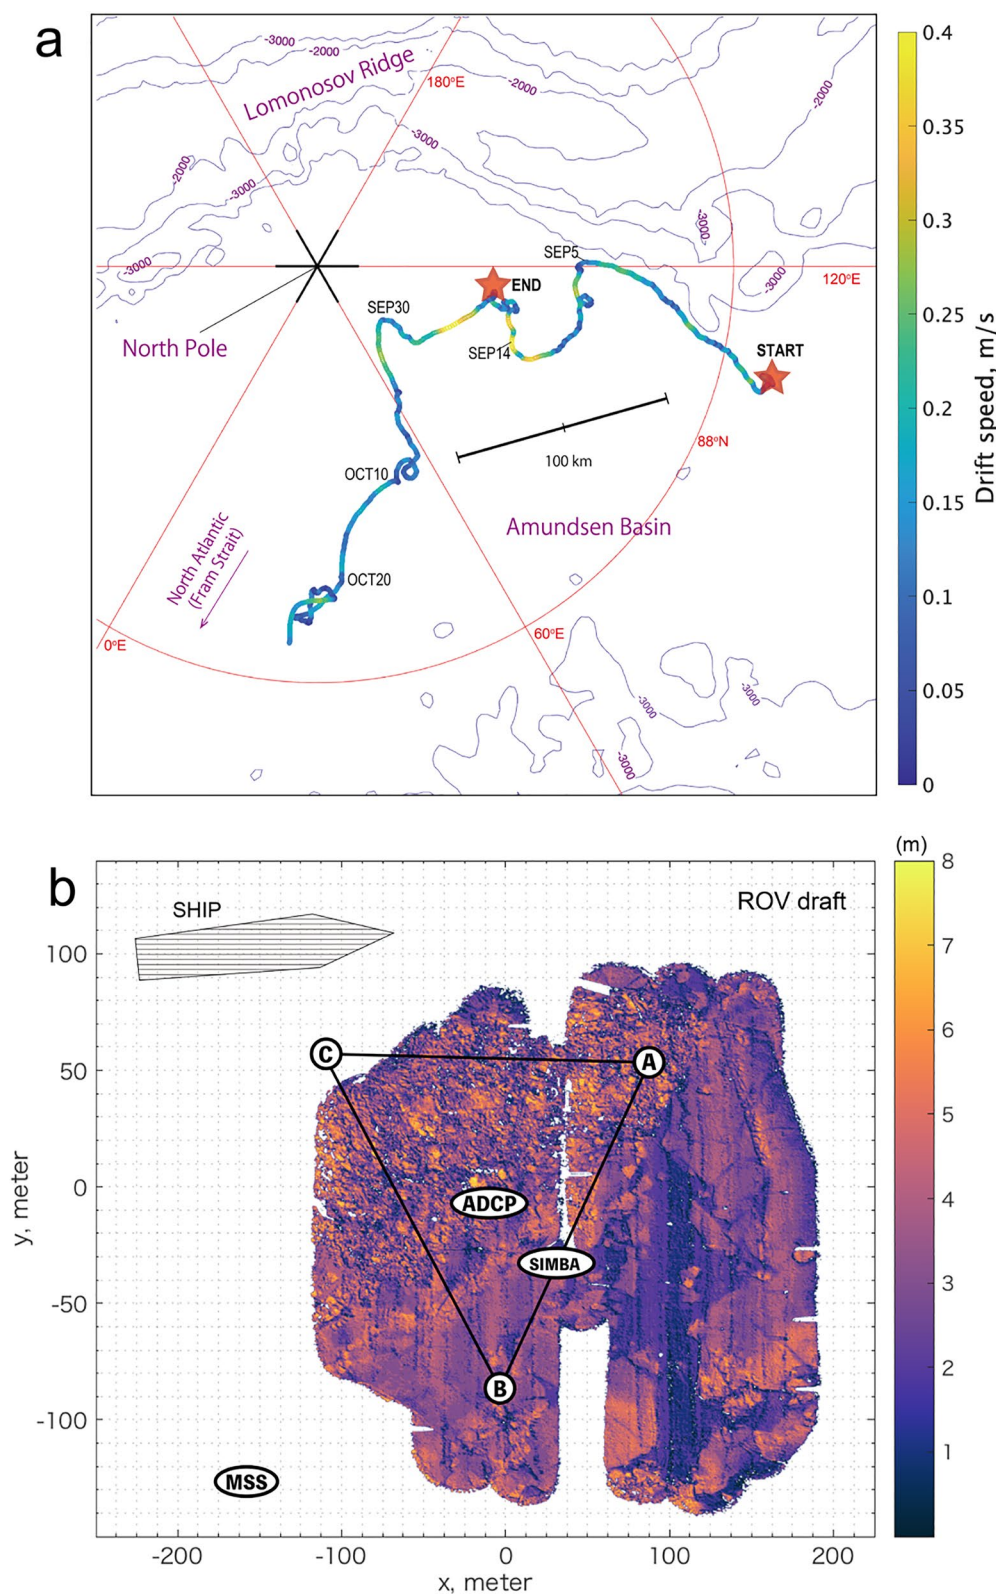 a
-3000
-2000
Lomonosov Ridge
180°E
-2000
-2000
-3000
-2000
-3000
-3000
-3000
-3000
120°E
SEP5
END
SEP30
SEP14
North Pole
START
88°N
100 km
OCT10
Amundsen Basin
North Atlantic
(Fram Strait)
OCT20
0°E
60°E
-3000
-3000
-3000
0.4
0.35
0.3
0.25
0.2
0.15
0.1
0.05
0
Drift speed, m/s
b
SHIP
ROV draft
(m)
8
7
6
5
4
3
2
1
C
A
ADCP
SIMBA
B
MSS
100
50
0
-50
-100
y, meter
-200
-100
0
100
200
x, meter